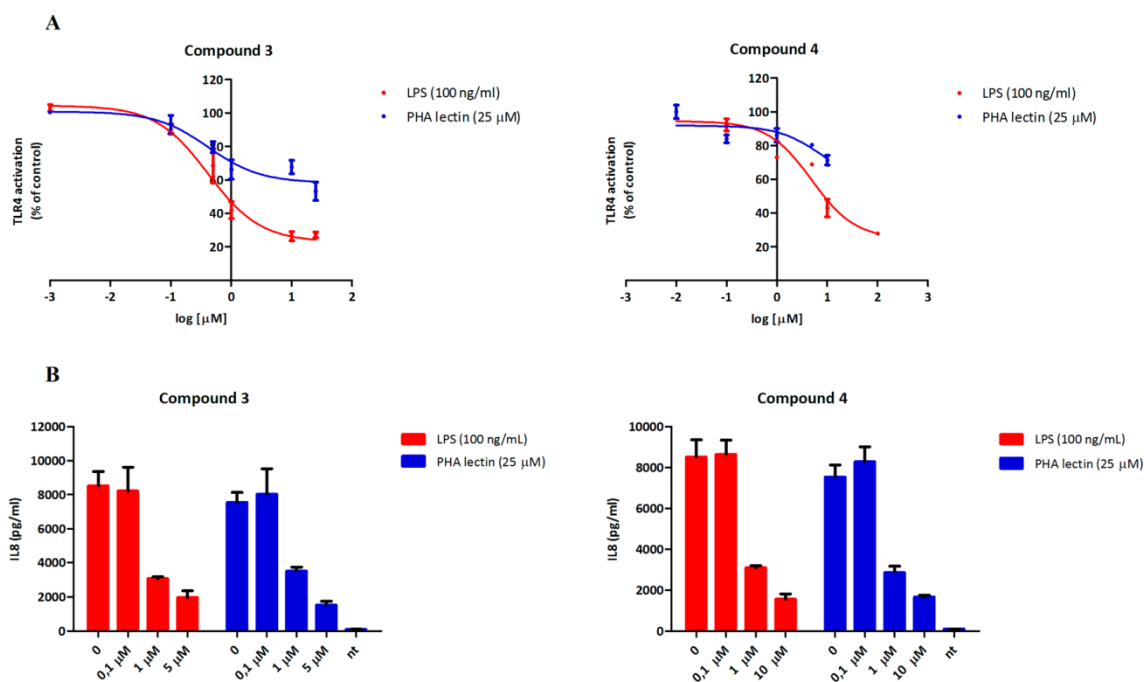 A
Compound 3
120
100
80
60
40
20
TLR4 activation
(% of control)
-3 -2 -1 0 1 2
log [μM]
LPS (100 ng/ml)
PHA lectin (25 μM)
Compound 4
120
100
80
60
40
20
TLR4 activation
(% of control)
-3 -2 -1 0 1 2 3
log [μM]
LPS (100 ng/ml)
PHA lectin (25 μM)
B
Compound 3
12000
10000
8000
6000
4000
2000
0
IL8 (pg/ml)
0 0,1 μM 1 μM 5 μM 0 0,1 μM 1 μM 5 μM nt
LPS (100 ng/mL)
PHA lectin (25 μM)
Compound 4
10000
8000
6000
4000
2000
0
IL8 (pg/ml)
0 0,1 μM 1 μM 10 μM 0 0,1 μM 1 μM 10 μM nt
LPS (100 ng/mL)
PHA lectin (25 μM)